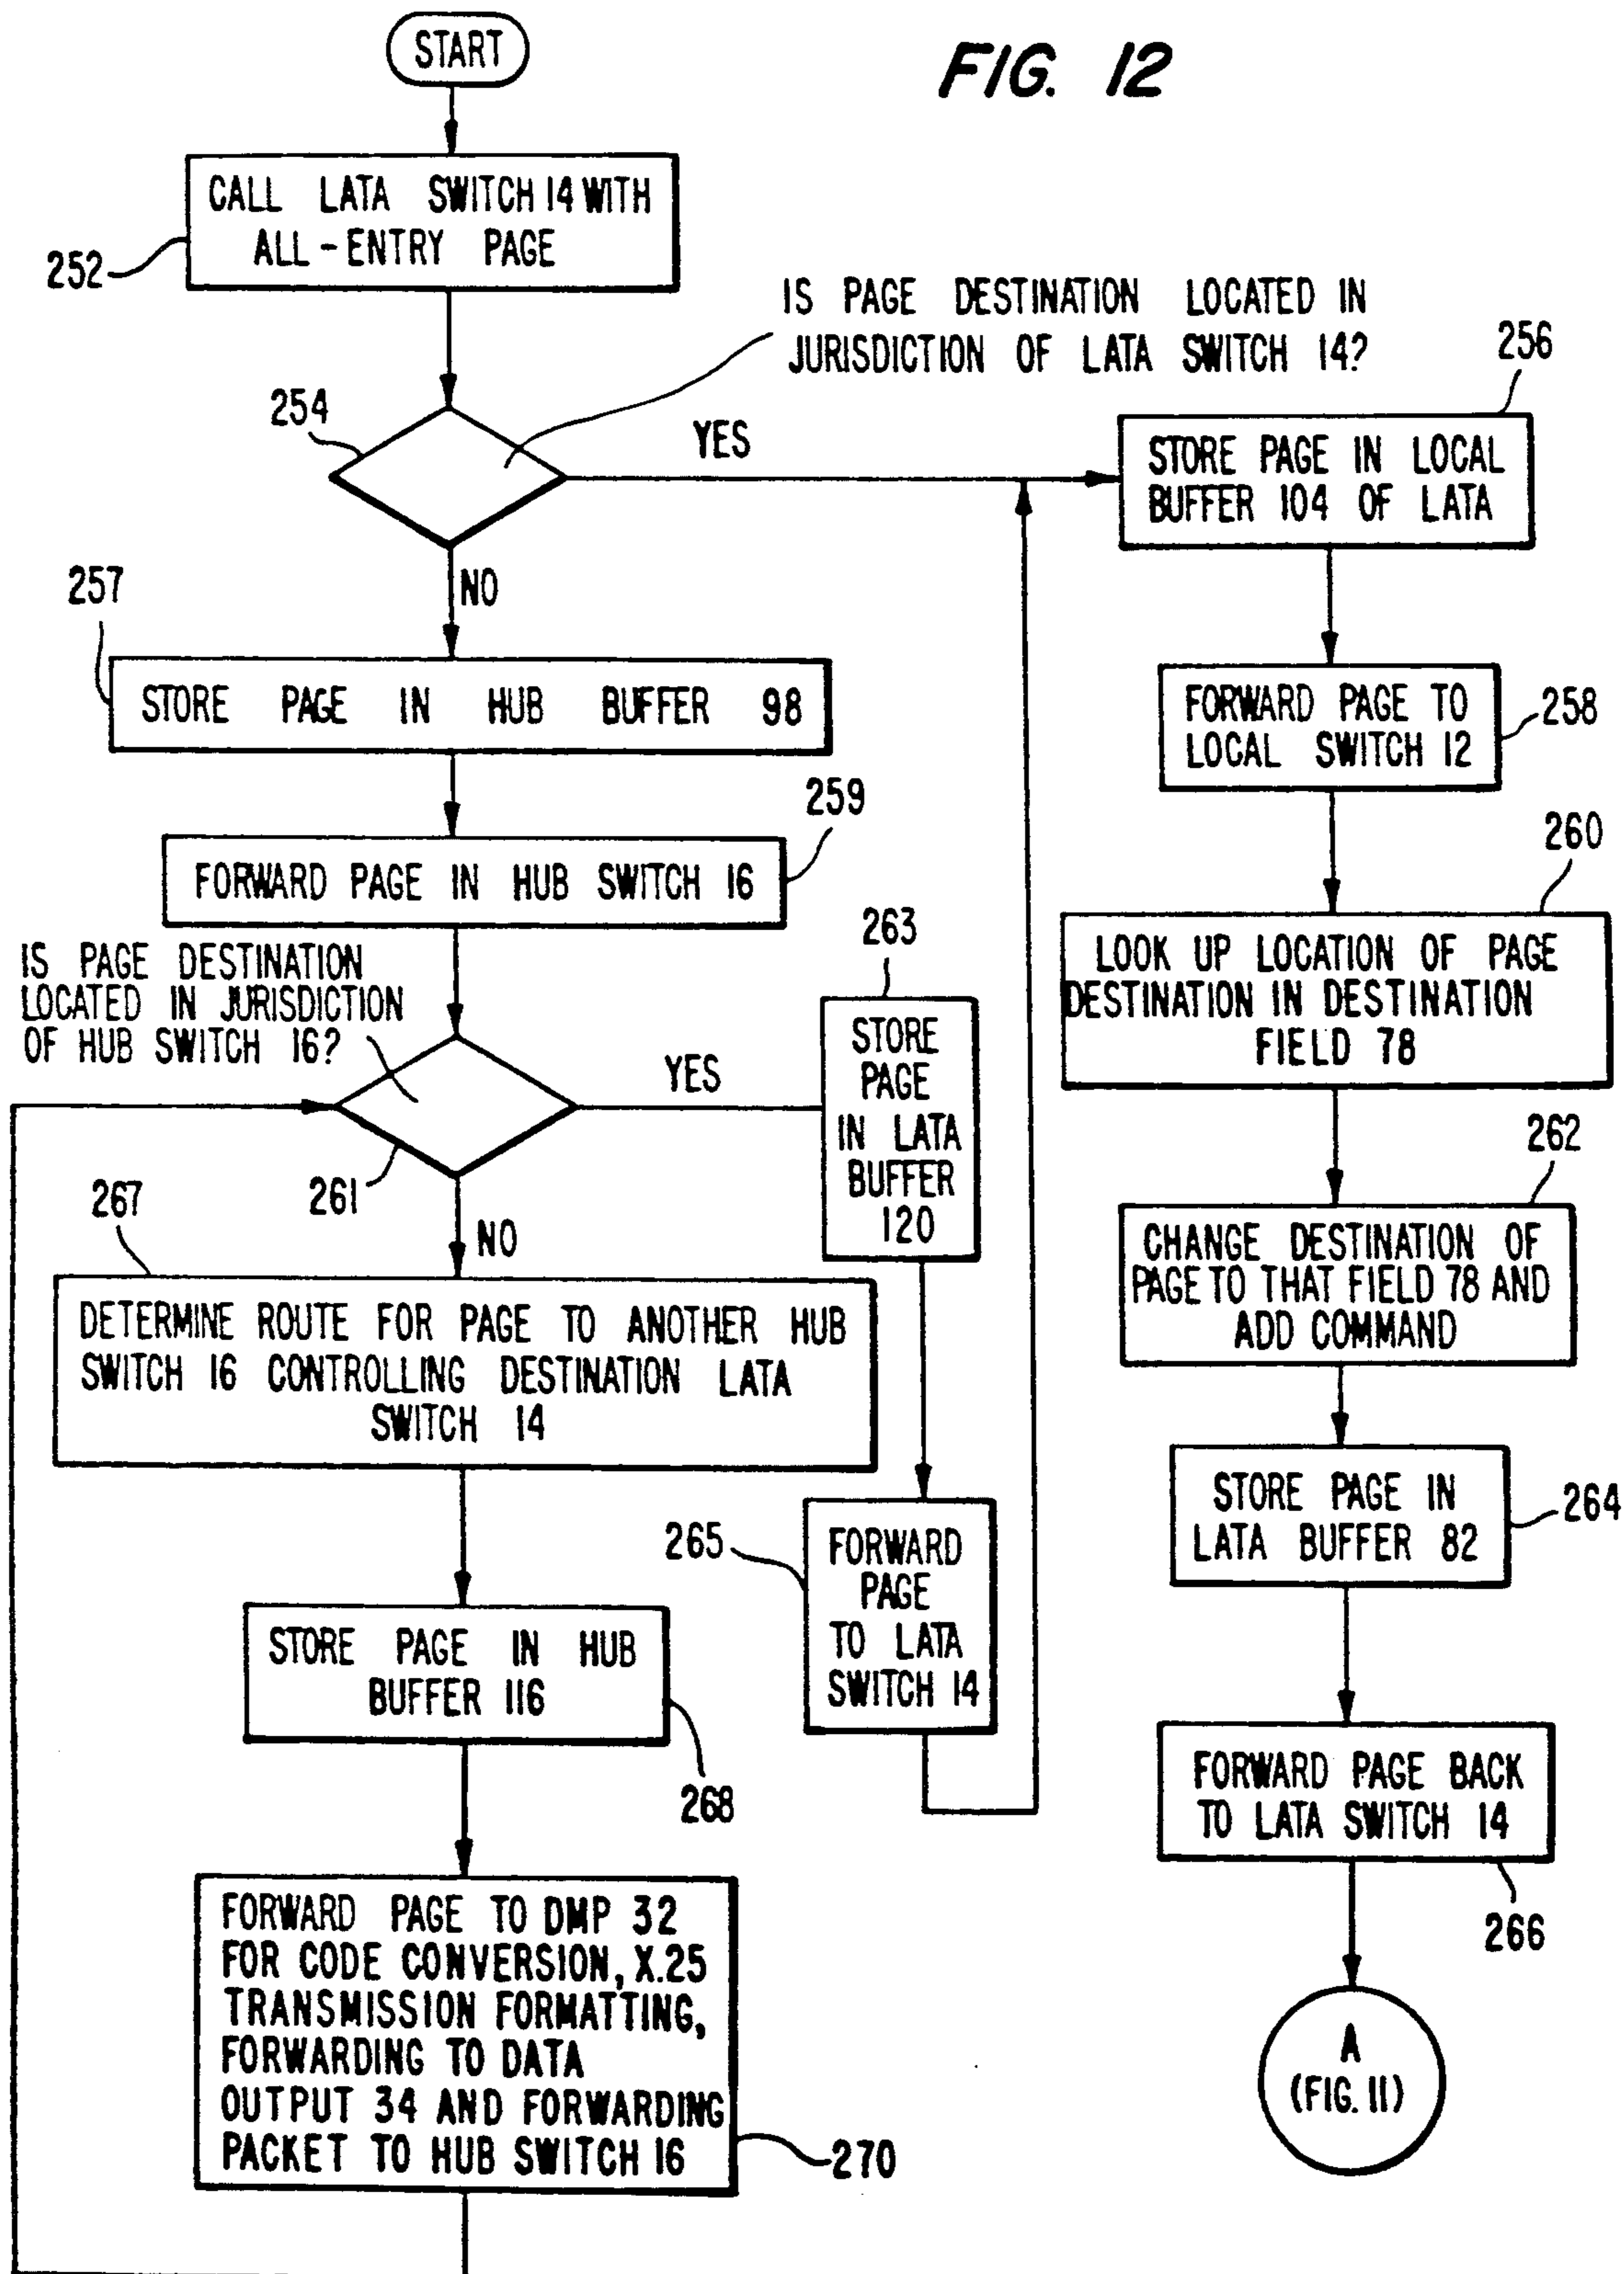 START
FIG. 12
CALL LATA SWITCH 14 WITH
ALL-ENTRY PAGE
252
IS PAGE DESTINATION LOCATED IN
JURISDICTION OF LATA SWITCH 14?
254
YES
NO
256
STORE PAGE IN LOCAL
BUFFER 104 OF LATA
257
STORE PAGE IN HUB BUFFER 98
FORWARD PAGE TO
LOCAL SWITCH 12
258
259
FORWARD PAGE IN HUB SWITCH 16
260
LOOK UP LOCATION OF PAGE
DESTINATION IN DESTINATION
FIELD 78
IS PAGE DESTINATION
LOCATED IN JURISDICTION
OF HUB SWITCH 16?
261
YES
NO
263
STORE
PAGE
IN LATA
BUFFER
120
262
CHANGE DESTINATION OF
PAGE TO THAT FIELD 78 AND
ADD COMMAND
267
DETERMINE ROUTE FOR PAGE TO ANOTHER HUB
SWITCH 16 CONTROLLING DESTINATION LATA
SWITCH 14
265
FORWARD
PAGE
TO LATA
SWITCH 14
STORE PAGE IN
LATA BUFFER 82
264
STORE PAGE IN HUB
BUFFER 116
268
FORWARD PAGE BACK
TO LATA SWITCH 14
266
FORWARD PAGE TO DMP 32
FOR CODE CONVERSION, X.25
TRANSMISSION FORMATTING,
FORWARDING TO DATA
OUTPUT 34 AND FORWARDING
PACKET TO HUB SWITCH 16
270
A
(FIG. 11)